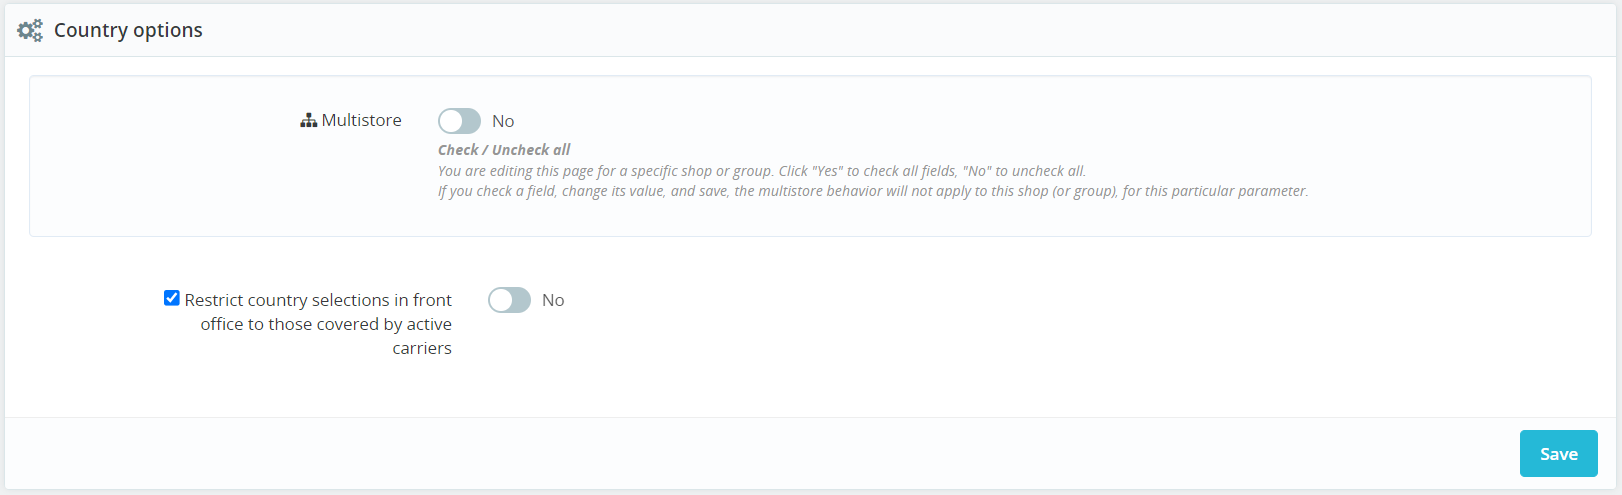 Country options
Multistore
No
Check / Uncheck all
You are editing this page for a specific shop or group. Click "Yes" to check all fields, "No" to uncheck all.
If you check a field, change its value, and save, the multistore behavior will not apply to this shop (or group), for this particular parameter.
Restrict country selections in front
office to those covered by active
carriers
No
Save